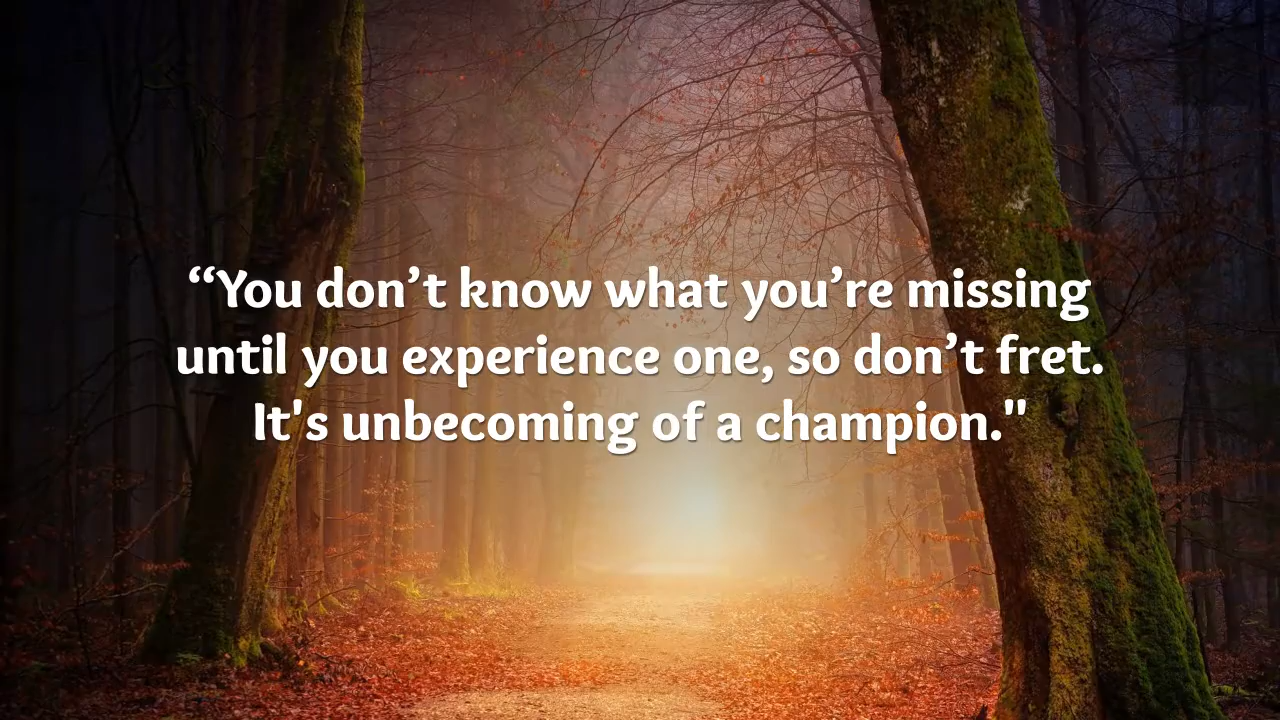 “You don’t know what you’re missing
until you experience one, so don’t fret.
It's unbecoming of a champion."